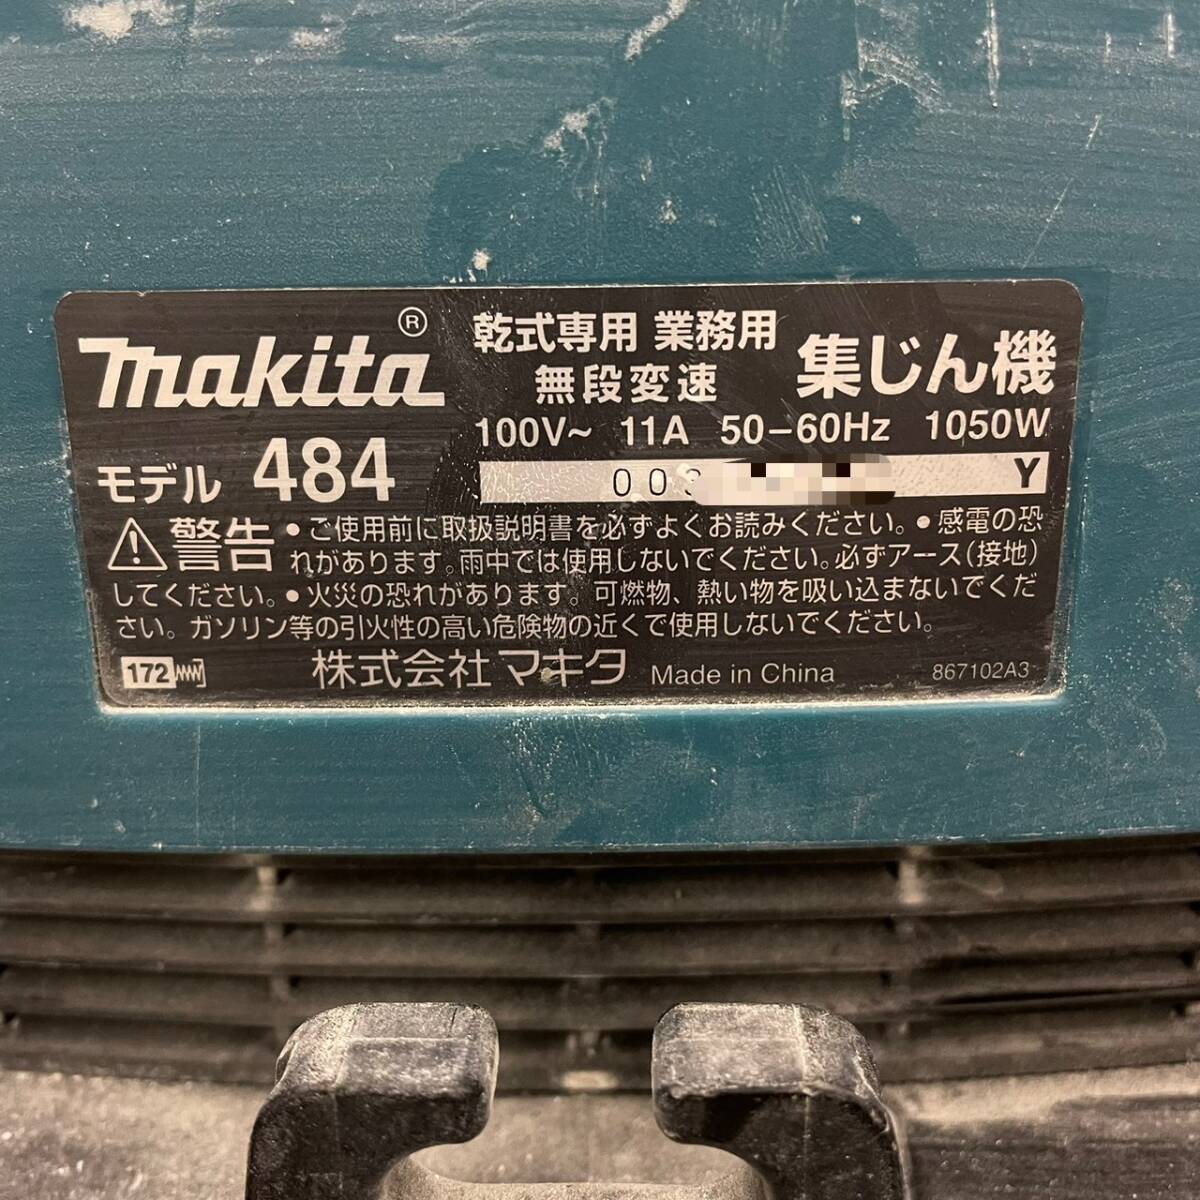 makita®
乾式専用 業務用
無段変速
集じん機
100V~ 11A 50-60Hz 1050W
モデル 484
003 Y
警告 ●ご使用前に取扱説明書を必ずよくお読みください。●感電の恐
れがあります。雨中では使用しないでください。必ずアース(接地)
してください。●火災の恐れがあります。可燃物、熱い物を吸い込まないでくだ
さい。ガソリン等の引火性の高い危険物の近くで使用しないでください。
172 株式会社マキタ Made in China 867102A3